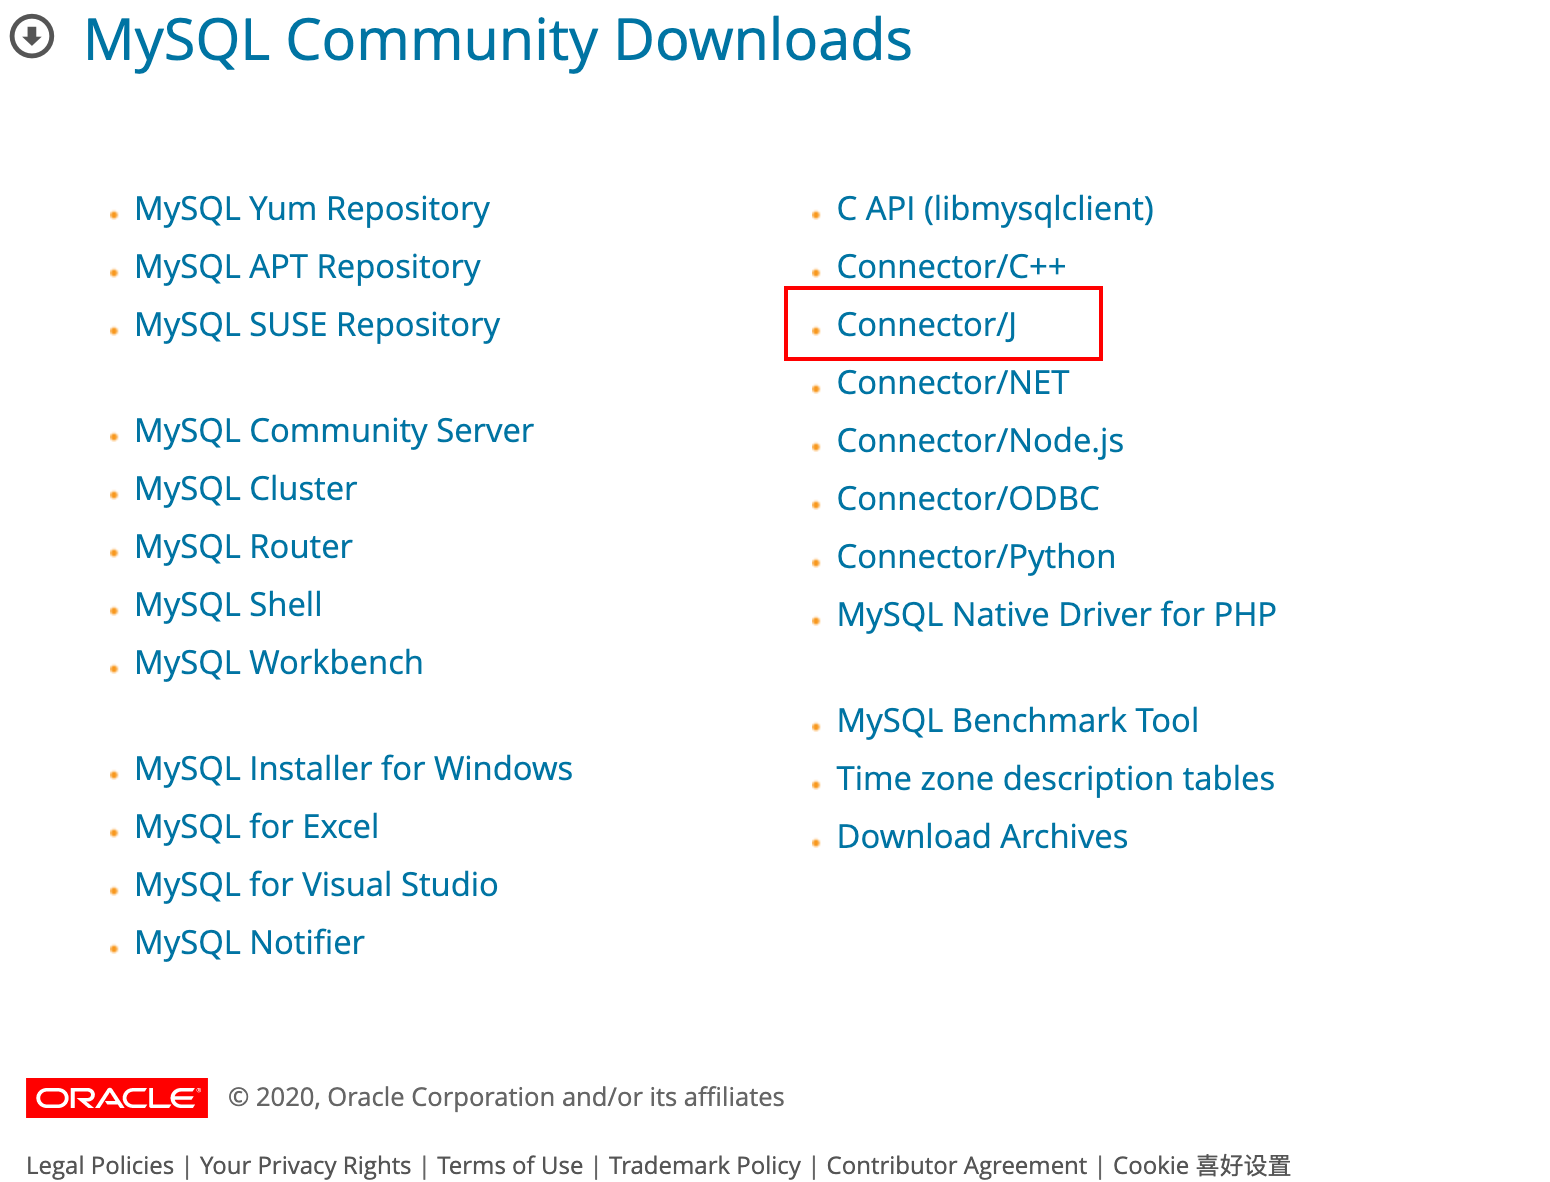 MySQL Community Downloads
MySQL Yum Repository
MySQL APT Repository
MySQL SUSE Repository
MySQL Community Server
MySQL Cluster
MySQL Router
MySQL Shell
MySQL Workbench
MySQL Installer for Windows
MySQL for Excel
MySQL for Visual Studio
MySQL Notifier
C API (libmysqlclient)
Connector/C++
Connector/J
Connector/NET
Connector/Node.js
Connector/ODBC
Connector/Python
MySQL Native Driver for PHP
MySQL Benchmark Tool
Time zone description tables
Download Archives
ORACLE® © 2020, Oracle Corporation and/or its affiliates
Legal Policies | Your Privacy Rights | Terms of Use | Trademark Policy | Contributor Agreement | Cookie 喜好设置